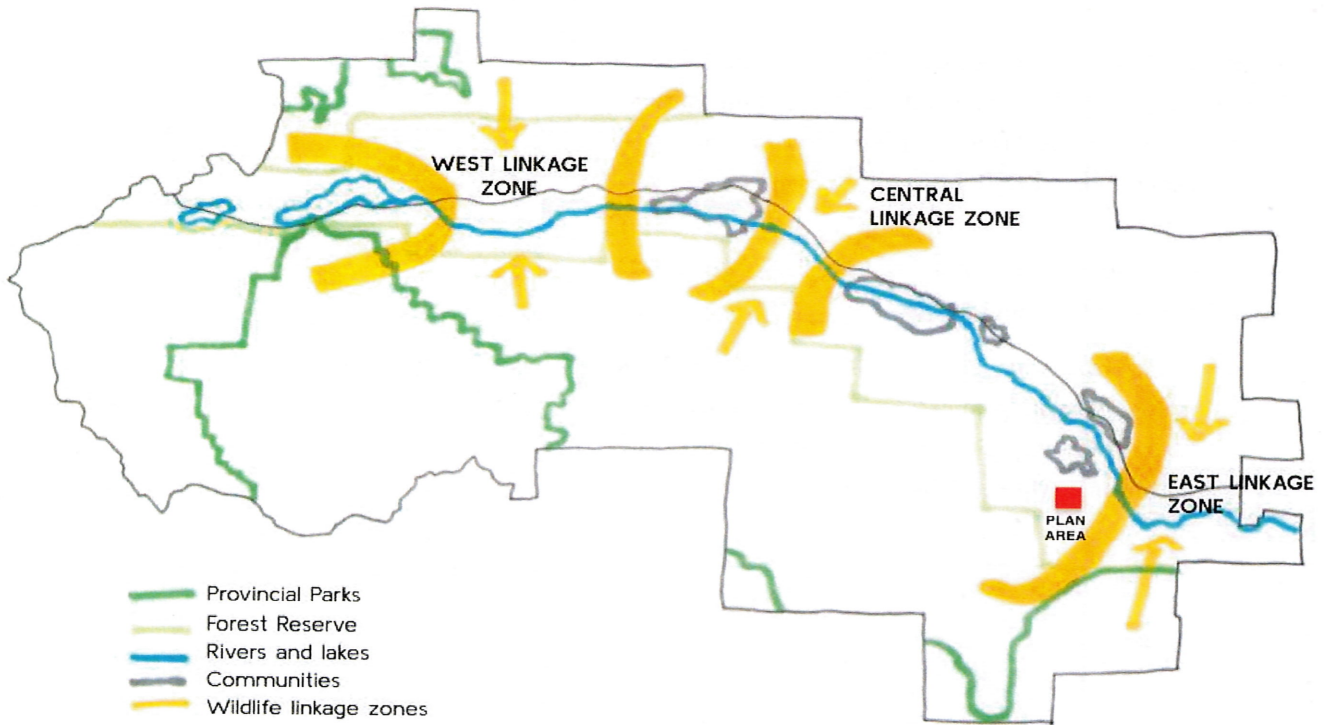 WEST LINKAGE
ZONE
CENTRAL
LINKAGE ZONE
EAST LINKAGE
ZONE
PLAN
AREA
Provincial Parks
Forest Reserve
Rivers and lakes
Communities
Wildlife linkage zones